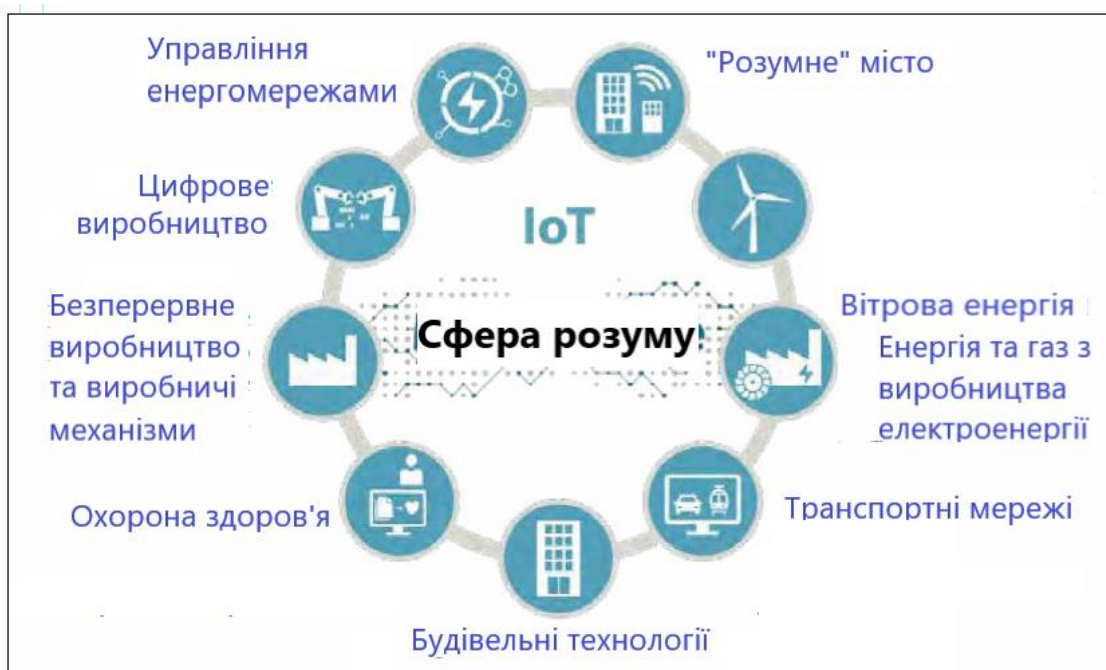 Управління
енергомережами
"Розумне" місто
Цифрове
виробництво
IoT
Безперервне
виробництво
та виробничі
механізми
Сфера розуму
Вітрова енергія
Енергія та газ з
виробництва
електроенергії
Охорона здоров'я
Транспортні мережі
Будівельні технології